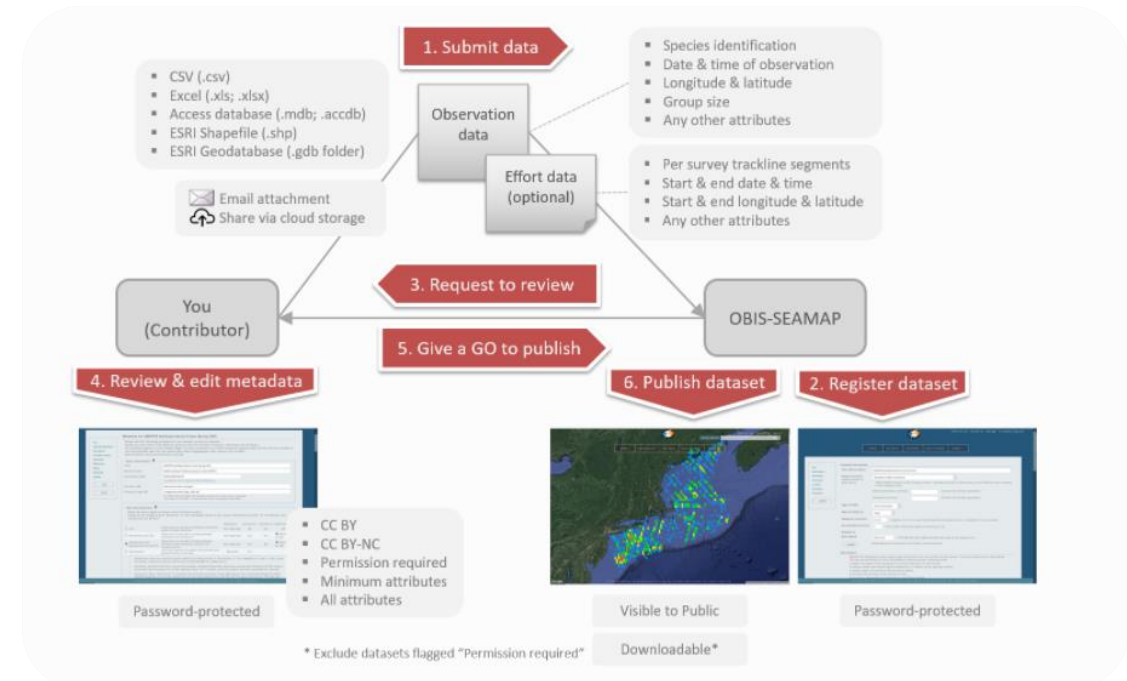 1. Submit data
▪ CSV (.csv)
▪ Excel (.xls; .xlsx)
▪ Access database (.mdb; .accdb)
▪ ESRI Shapefile (.shp)
▪ ESRI Geodatabase (.gdb folder)
Email attachment
Share via cloud storage
Observation
data
Effort data
(optional)
▪ Species identification
▪ Date & time of observation
▪ Longitude & latitude
▪ Group size
▪ Any other attributes
▪ Per survey trackline segments
▪ Start & end date & time
▪ Start & end longitude & latitude
▪ Any other attributes
3. Request to review
You
(Contributor)
OBIS-SEAMAP
5. Give a GO to publish
4. Review & edit metadata
6. Publish dataset
2. Register dataset
▪ CC BY
▪ CC BY-NC
▪ Permission required
▪ Minimum attributes
▪ All attributes
Password-protected
Visible to Public
Password-protected
* Exclude datasets flagged “Permission required”
Downloadable*